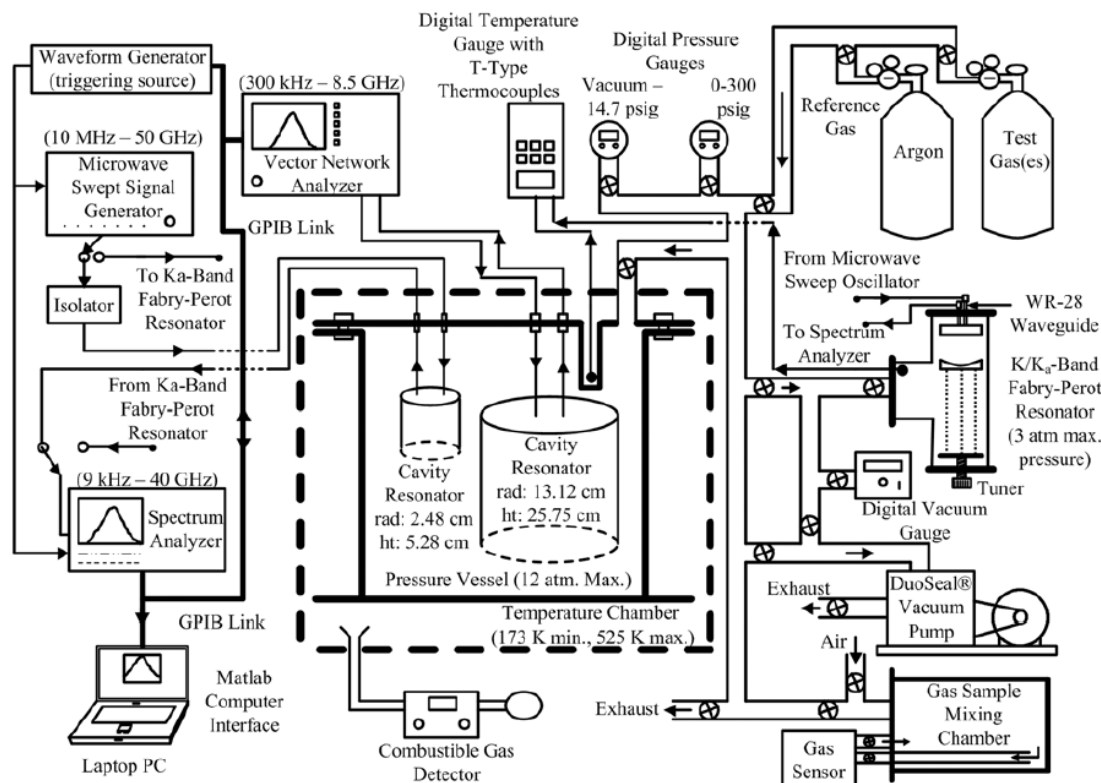 Waveform Generator
(triggering source)
(10 MHz – 50 GHz)
Microwave
Swept Signal
Generator
To Ka-Band
Fabry-Perot
Resonator
Isolator
From Ka-Band
Fabry-Perot
Resonator
(9 kHz – 40 GHz)
Spectrum
Analyzer
GPIB Link
Matlab
Computer
Interface
Laptop PC
(300 kHz – 8.5 GHz)
Vector Network
Analyzer
GPIB Link
Digital Temperature
Gauge with
T-Type
Thermocouples
Digital Pressure
Gauges
Vacuum –
14.7 psig
0-300
psig
Reference
Gas
Argon
Test
Gas(es)
Cavity
Resonator
rad: 2.48 cm
ht: 5.28 cm
Cavity
Resonator
rad: 13.12 cm
ht: 25.75 cm
Pressure Vessel (12 atm. Max.)
Temperature Chamber
(173 K min., 525 K max.)
Combustible Gas
Detector
From Microwave
Sweep Oscillator
To Spectrum
Analyzer
WR-28
Waveguide
K/Ka-Band
Fabry-Perot
Resonator
(3 atm max.
pressure)
Tuner
Digital Vacuum
Gauge
Exhaust
DuoSeal®
Vacuum
Pump
Air
Exhaust
Gas Sample
Mixing
Chamber
Gas
Sensor